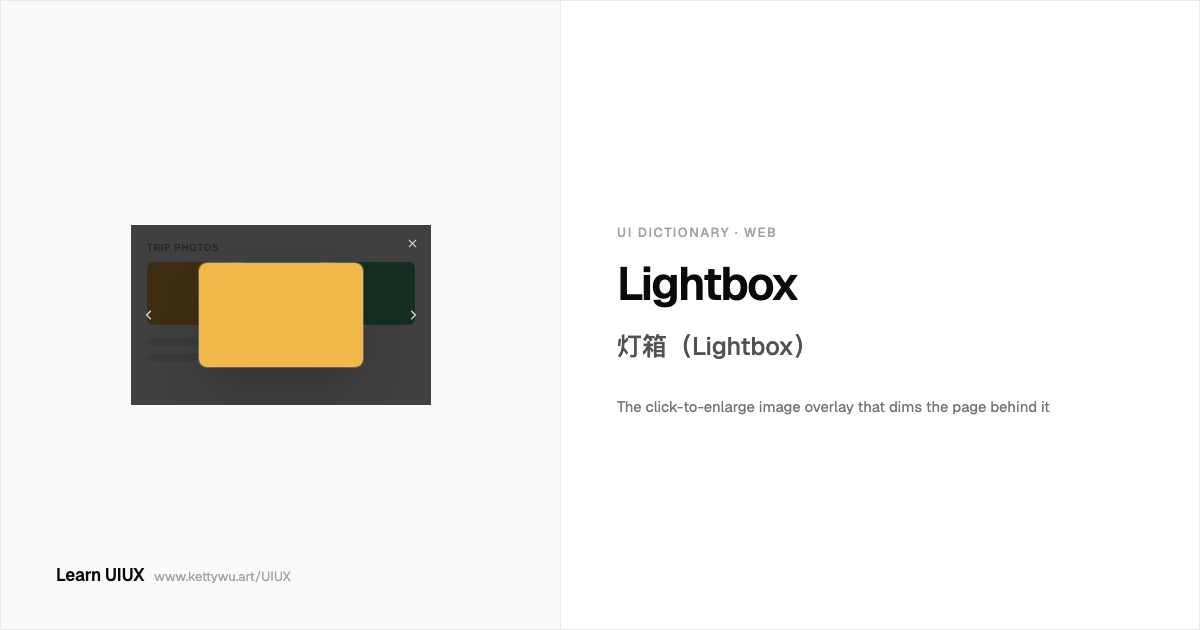 TRIP PHOTOS
UI DICTIONARY · WEB
Lightbox
灯箱（Lightbox）
The click-to-enlarge image overlay that dims the page behind it
Learn UIUX www.kettywu.art/UIUX